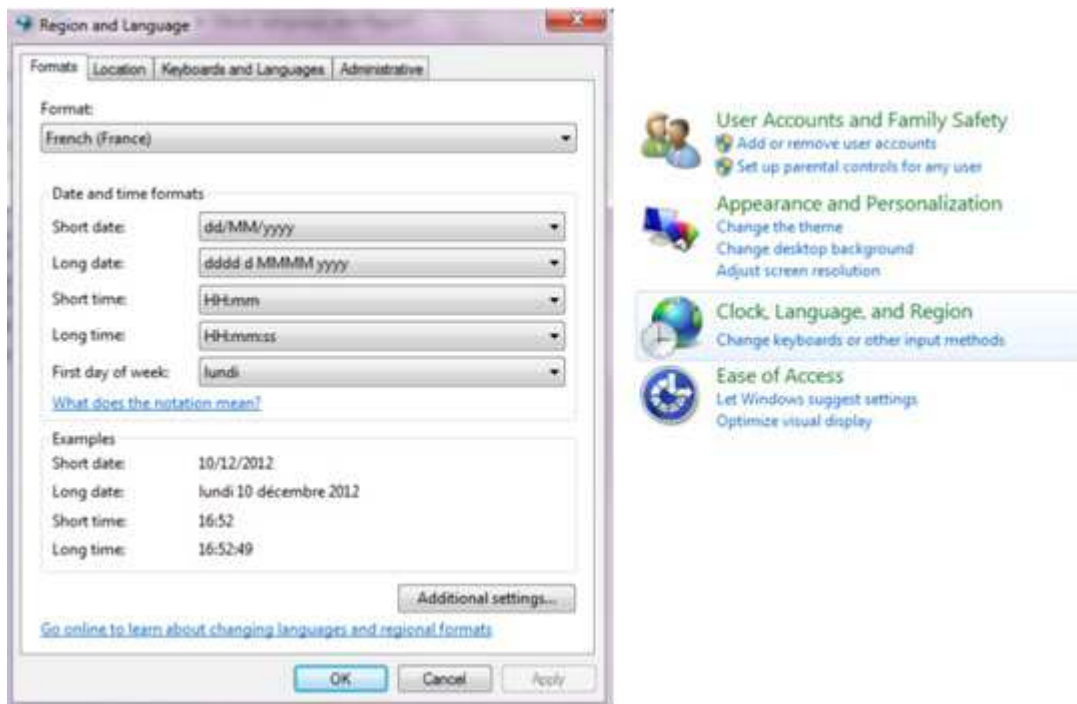 Region and Language
Formats Location Keyboards and Languages Administrative
Format:
French (France)
Date and time formats
Short date: dd/MM/yyyy
Long date: dddd d MMMM yyyy
Short time: HH:mm
Long time: HH:mm:ss
First day of week: lundi
What does the notation mean?
Examples
Short date: 10/12/2012
Long date: lundi 10 décembre 2012
Short time: 16:52
Long time: 16:52:49
Additional settings...
Go online to learn about changing languages and regional formats
OK Cancel Apply
User Accounts and Family Safety
Add or remove user accounts
Set up parental controls for any user
Appearance and Personalization
Change the theme
Change desktop background
Adjust screen resolution
Clock, Language, and Region
Change keyboards or other input methods
Ease of Access
Let Windows suggest settings
Optimize visual display